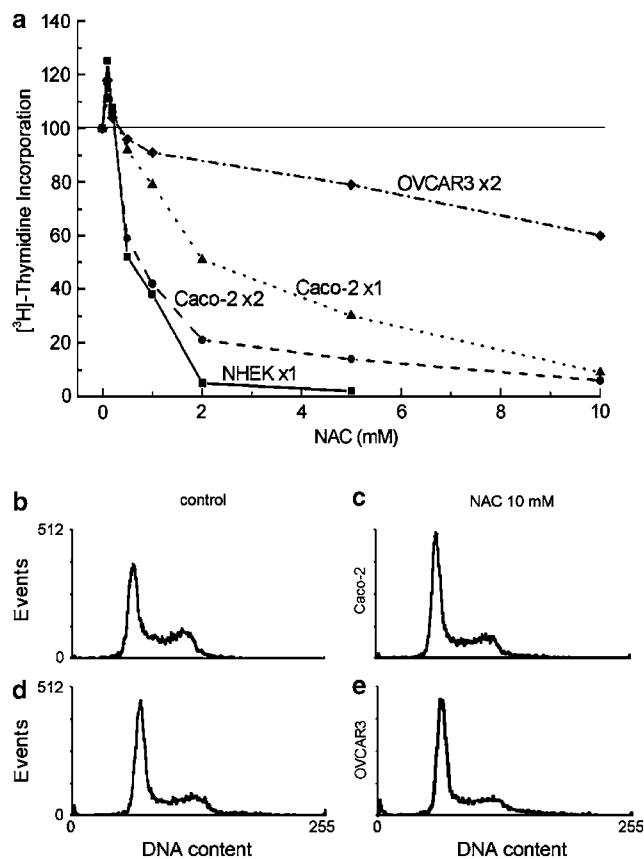 a
[³H]-Thymidine Incorporation
140
120
100
80
60
40
20
0
OVCAR3 x2
Caco-2 x1
Caco-2 x2
NHEK x1
0 2 4 6 8 10
NAC (mM)
b control
512
Events
0
c NAC 10 mM
Caco-2
d
512
Events
0
0 255
DNA content
e
OVCAR3
0 255
DNA content